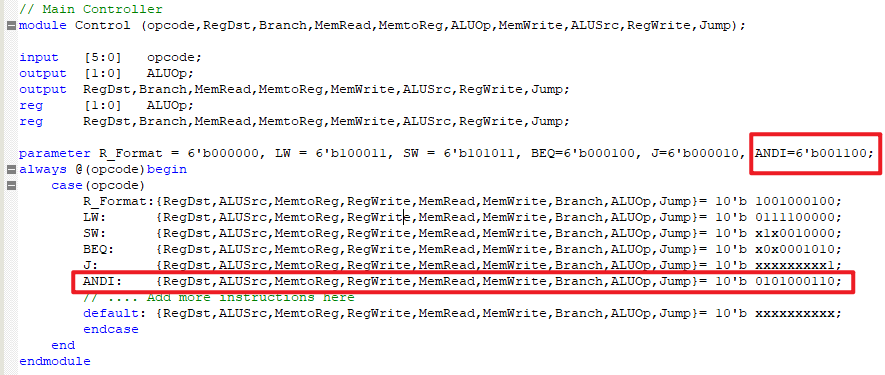 // Main Controller
module Control (opcode,RegDst,Branch,MemRead,MemtoReg,ALUOp,MemWrite,ALUSrc,RegWrite,Jump);
input [5:0] opcode;
output [1:0] ALUOp;
output RegDst,Branch,MemRead,MemtoReg,MemWrite,ALUSrc,RegWrite,Jump;
reg [1:0] ALUOp;
reg RegDst,Branch,MemRead,MemtoReg,MemWrite,ALUSrc,RegWrite,Jump;
parameter R_Format = 6'b000000, LW = 6'b100011, SW = 6'b101011, BEQ=6'b000100, J=6'b000010, ANDI=6'b001100;
always @(opcode)begin
case(opcode)
R_Format:{RegDst,ALUSrc,MemtoReg,RegWrite,MemRead,MemWrite,Branch,ALUOp,Jump}= 10'b 1001000100;
LW: {RegDst,ALUSrc,MemtoReg,RegWrite,MemRead,MemWrite,Branch,ALUOp,Jump}= 10'b 0111100000;
SW: {RegDst,ALUSrc,MemtoReg,RegWrite,MemRead,MemWrite,Branch,ALUOp,Jump}= 10'b x1x0010000;
BEQ: {RegDst,ALUSrc,MemtoReg,RegWrite,MemRead,MemWrite,Branch,ALUOp,Jump}= 10'b x0x0001010;
J: {RegDst,ALUSrc,MemtoReg,RegWrite,MemRead,MemWrite,Branch,ALUOp,Jump}= 10'b xxxxxxxxx1;
ANDI: {RegDst,ALUSrc,MemtoReg,RegWrite,MemRead,MemWrite,Branch,ALUOp,Jump}= 10'b 0101000110;
// .... Add more instructions here
default: {RegDst,ALUSrc,MemtoReg,RegWrite,MemRead,MemWrite,Branch,ALUOp,Jump}= 10'b xxxxxxxxxx;
endcase
end
endmodule